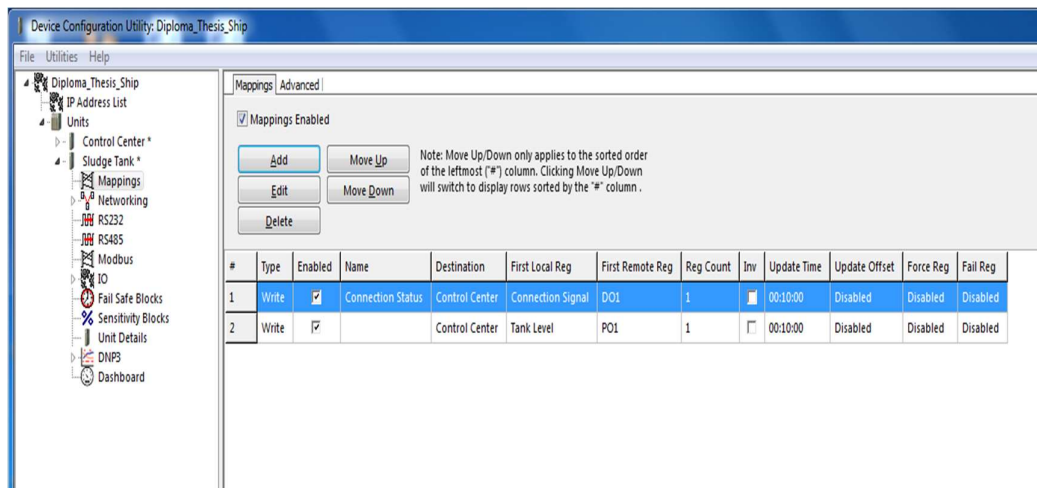 Device Configuration Utility: Diploma_Thesis_Ship
File Utilities Help
Diploma_Thesis_Ship
IP Address List
Units
Control Center *
Sludge Tank *
Mappings
Networking
RS232
RS485
Modbus
IO
Fail Safe Blocks
Sensitivity Blocks
Unit Details
DNP3
Dashboard
Mappings Advanced
Mappings Enabled
Add Move Up
Edit Move Down
Delete
Note: Move Up/Down only applies to the sorted order
of the leftmost ("#") column. Clicking Move Up/Down
will switch to display rows sorted by the "#" column .
# Type Enabled Name Destination First Local Reg First Remote Reg Reg Count Inv Update Time Update Offset Force Reg Fail Reg
1 Write Connection Status Control Center Connection Signal DO1 1 00:10:00 Disabled Disabled Disabled
2 Write Control Center Tank Level PO1 1 00:10:00 Disabled Disabled Disabled